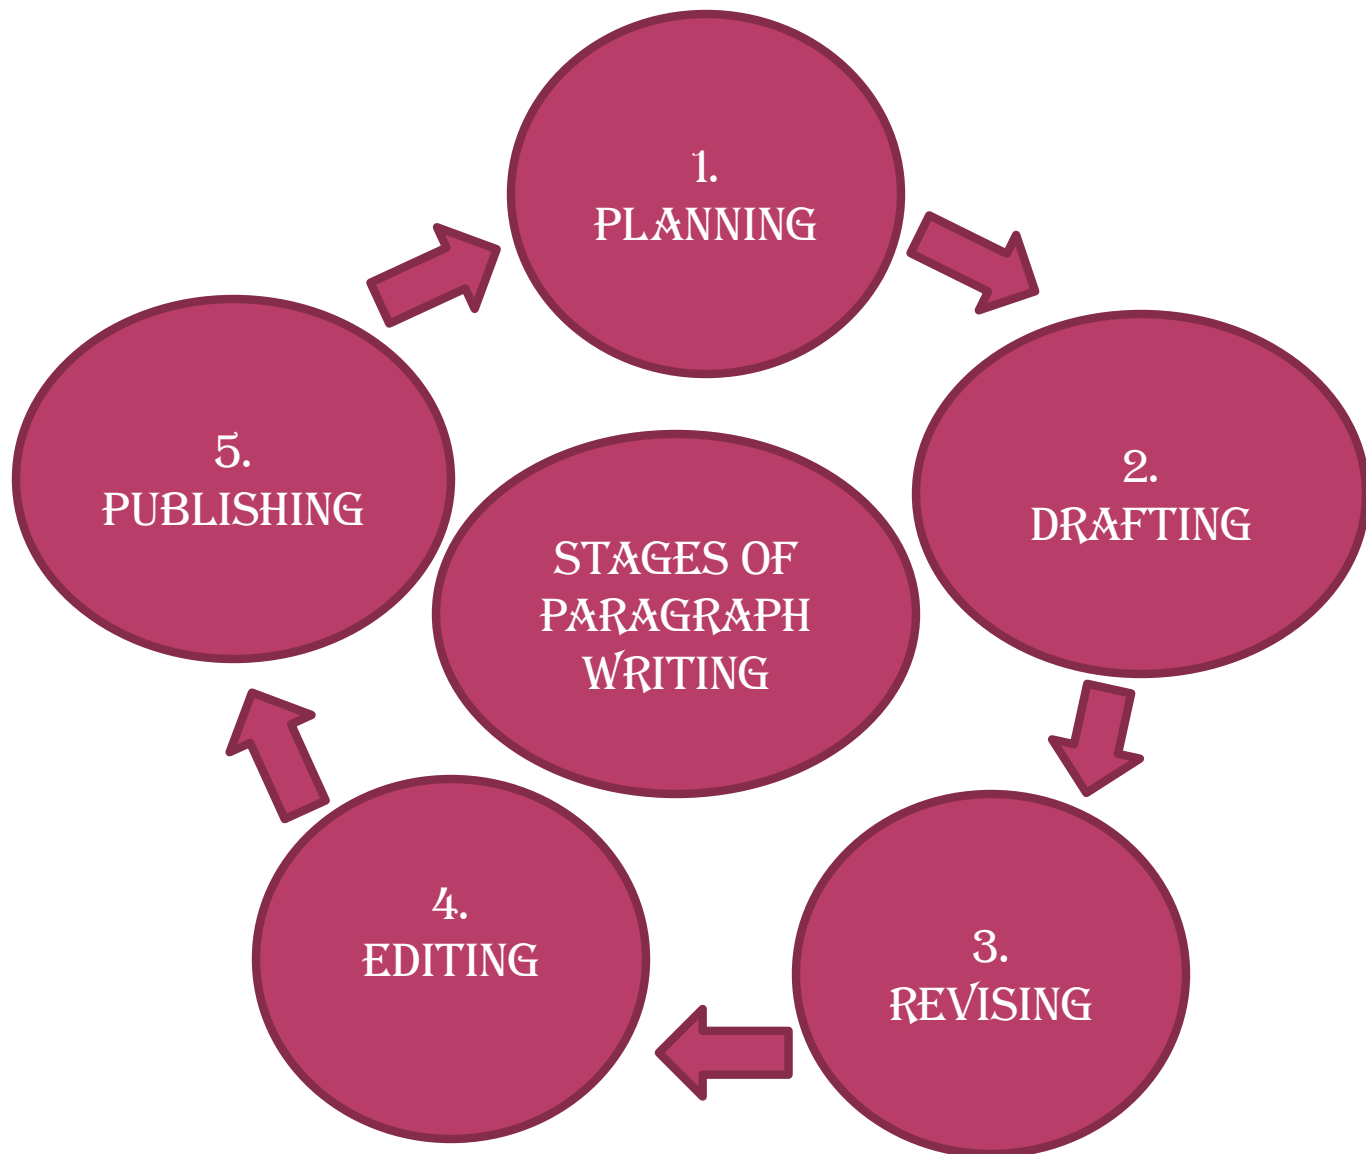 1.
PLANNING
2.
DRAFTING
3.
REVISING
4.
EDITING
5.
PUBLISHING
STAGES OF
PARAGRAPH
WRITING